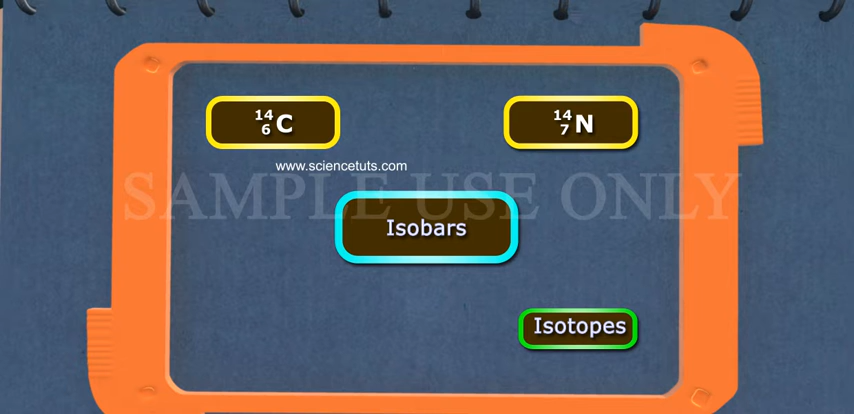 14
6 C
14
7 N
www.sciencetuts.com
SAMPLE USE ONLY
Isobars
Isotopes